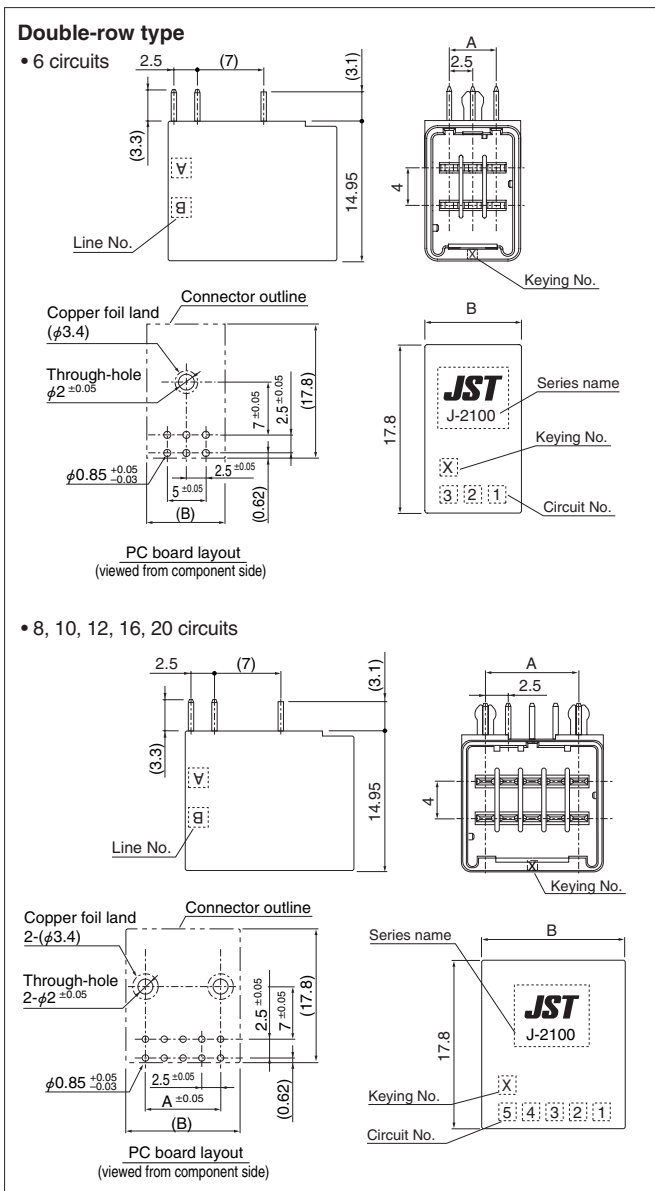 Double-row type
• 6 circuits
2.5
(7)
(3.1)
(3.3)
A
B
Line No.
14.95
A
2.5
4
X
Keying No.
Connector outline
Copper foil land
(φ3.4)
Through-hole
φ2 ±0.05
(17.8)
7 ±0.05
2.5 ±0.05
φ0.85 +0.05 −0.03
2.5 ±0.05
5 ±0.05
(0.62)
(B)
PC board layout
(viewed from component side)
B
17.8
JST
J-2100
Series name
X
Keying No.
3 2 1
Circuit No.
• 8, 10, 12, 16, 20 circuits
2.5
(7)
(3.1)
(3.3)
A
B
Line No.
14.95
A
2.5
4
X
Keying No.
Connector outline
Copper foil land
2-(φ3.4)
Through-hole
2-φ2 ±0.05
2.5 ±0.05
7 ±0.05
(17.8)
φ0.85 +0.05 −0.03
2.5 ±0.05
A ±0.05
(0.62)
(B)
PC board layout
(viewed from component side)
Series name
B
17.8
JST
J-2100
X
Keying No.
5 4 3 2 1
Circuit No.